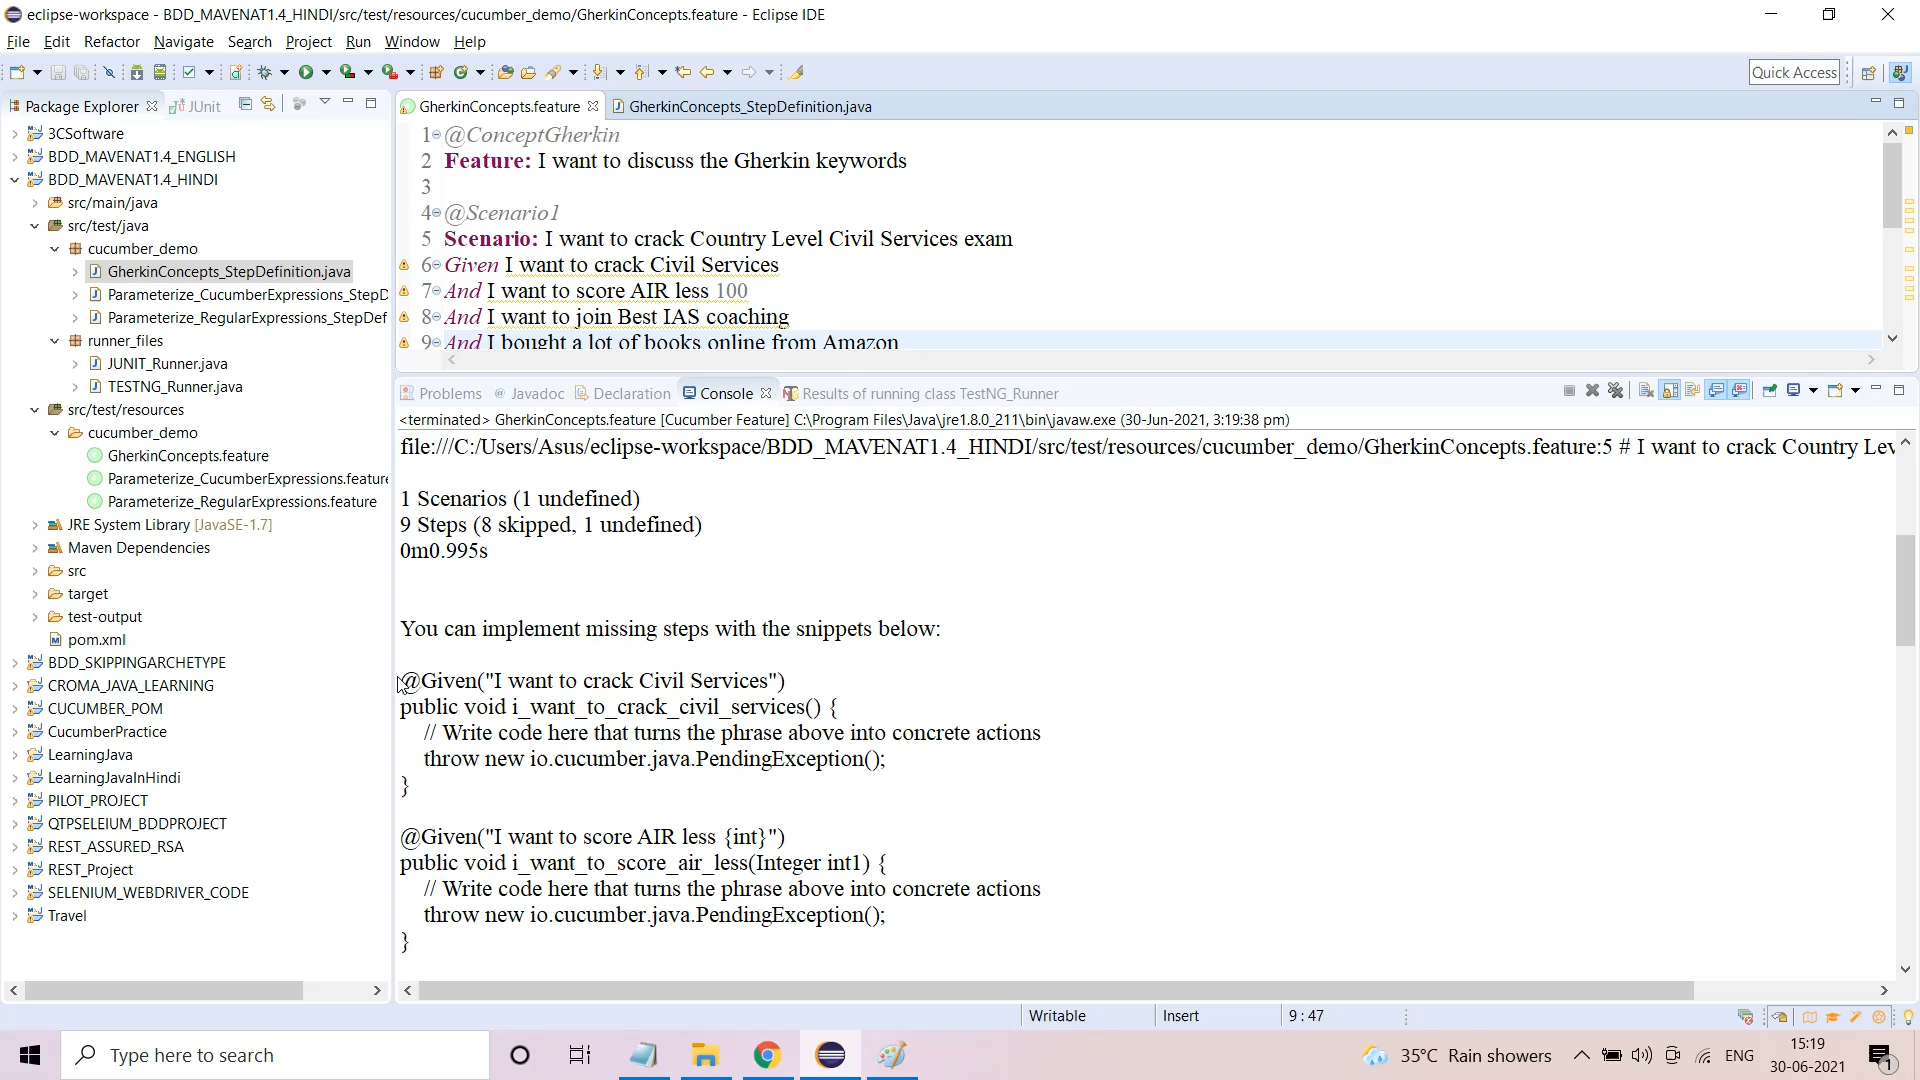 eclipse-workspace - BDD_MAVENAT1.4_HINDI/src/test/resources/cucumber_demo/GherkinConcepts.feature - Eclipse IDE
File Edit Refactor Navigate Search Project Run Window Help
Quick Access
Package Explorer
JUnit
3CSoftware
BDD_MAVENAT1.4_ENGLISH
BDD_MAVENAT1.4_HINDI
src/main/java
src/test/java
cucumber_demo
GherkinConcepts_StepDefinition.java
Parameterize_CucumberExpressions_StepD
Parameterize_RegularExpressions_StepDef
runner_files
JUNIT_Runner.java
TESTNG_Runner.java
src/test/resources
cucumber_demo
GherkinConcepts.feature
Parameterize_CucumberExpressions.feature
Parameterize_RegularExpressions.feature
JRE System Library [JavaSE-1.7]
Maven Dependencies
src
target
test-output
pom.xml
BDD_SKIPPINGARCHETYPE
CROMA_JAVA_LEARNING
CUCUMBER_POM
CucumberPractice
LearningJava
LearningJavaInHindi
PILOT_PROJECT
QTPSELEIUM_BDDPROJECT
REST_ASSURED_RSA
REST_Project
SELENIUM_WEBDRIVER_CODE
Travel
GherkinConcepts.feature
GherkinConcepts_StepDefinition.java
1 @ConceptGherkin
2 Feature: I want to discuss the Gherkin keywords
3
4 @Scenario1
5 Scenario: I want to crack Country Level Civil Services exam
6 Given I want to crack Civil Services
7 And I want to score AIR less 100
8 And I want to join Best IAS coaching
9 And I bought a lot of books online from Amazon
Problems
@ Javadoc
Declaration
Console
Results of running class TestNG_Runner
<terminated> GherkinConcepts.feature [Cucumber Feature] C:\Program Files\Java\jre1.8.0_211\bin\javaw.exe (30-Jun-2021, 3:19:38 pm)
file:///C:/Users/Asus/eclipse-workspace/BDD_MAVENAT1.4_HINDI/src/test/resources/cucumber_demo/GherkinConcepts.feature:5 # I want to crack Country Lev
1 Scenarios (1 undefined)
9 Steps (8 skipped, 1 undefined)
0m0.995s
You can implement missing steps with the snippets below:
@Given("I want to crack Civil Services")
public void i_want_to_crack_civil_services() {
// Write code here that turns the phrase above into concrete actions
throw new io.cucumber.java.PendingException();
}
@Given("I want to score AIR less {int}")
public void i_want_to_score_air_less(Integer int1) {
// Write code here that turns the phrase above into concrete actions
throw new io.cucumber.java.PendingException();
}
Writable
Insert
9 : 47
Type here to search
35°C Rain showers
ENG
15:19
30-06-2021
1